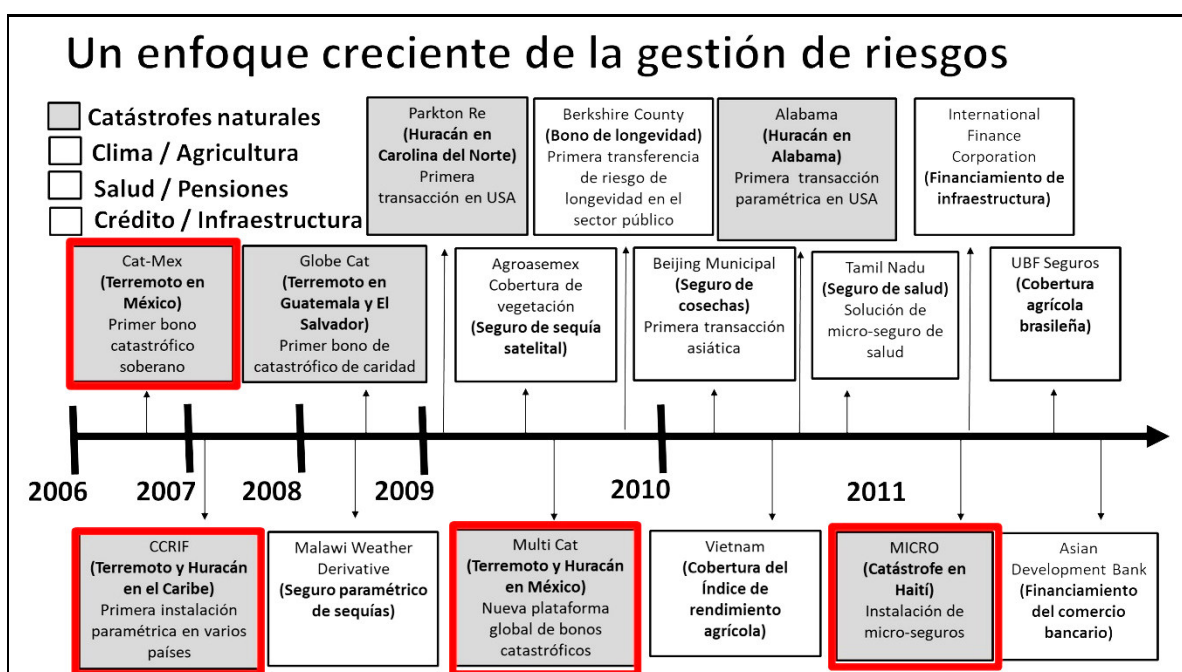 Un enfoque creciente de la gestión de riesgos
Catástrofes naturales
Clima / Agricultura
Salud / Pensiones
Crédito / Infraestructura
Parkton Re
(Huracán en
Carolina del Norte)
Primera
transacción en USA
Berkshire County
(Bono de longevidad)
Primera transferencia
de riesgo de
longevidad en el
sector público
Alabama
(Huracán en
Alabama)
Primera transacción
paramétrica en USA
International
Finance
Corporation
(Financiamiento de
infraestructura)
Cat-Mex
(Terremoto en
México)
Primer bono
catastrófico
soberano
Globe Cat
(Terremoto en
Guatemala y El
Salvador)
Primer bono de
catastrófico de caridad
Agroasemex
Cobertura de
vegetación
(Seguro de sequía
satelital)
Beijing Municipal
(Seguro de
cosechas)
Primera transacción
asiática
Tamil Nadu
(Seguro de salud)
Solución de
micro-seguro de
salud
UBF Seguros
(Cobertura
agrícola
brasileña)
2006
2007
2008
2009
2010
2011
CCRIF
(Terremoto y Huracán
en el Caribe)
Primera instalación
paramétrica en varios
países
Malawi Weather
Derivative
(Seguro paramétrico
de sequías)
Multi Cat
(Terremoto y Huracán
en México)
Nueva plataforma
global de bonos
catastróficos
Vietnam
(Cobertura del
Índice de
rendimiento
agrícola)
MICRO
(Catástrofe en
Haití)
Instalación de
micro-seguros
Asian
Development Bank
(Financiamiento
del comercio
bancario)